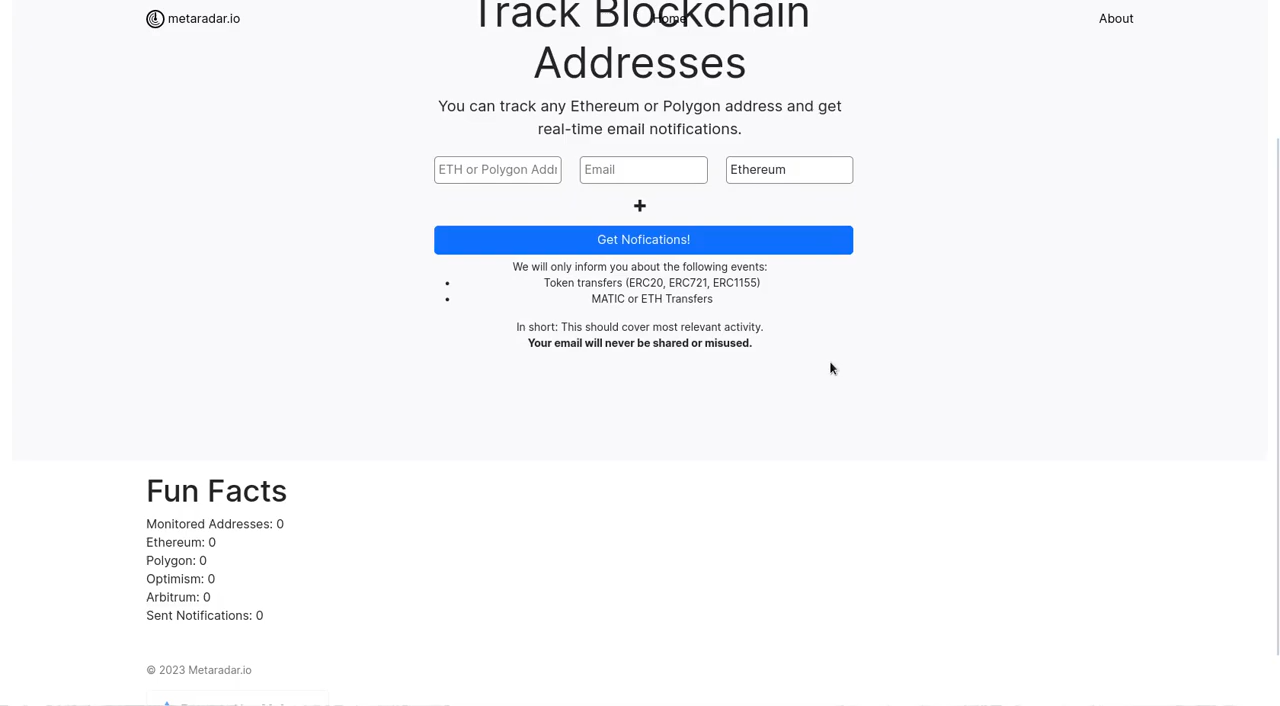 metaradar.io
Home
About
Track Blockchain
Addresses
You can track any Ethereum or Polygon address and get
real-time email notifications.
ETH or Polygon Addr
Email
Ethereum
+
Get Nofications!
We will only inform you about the following events:
• Token transfers (ERC20, ERC721, ERC1155)
• MATIC or ETH Transfers
In short: This should cover most relevant activity.
Your email will never be shared or misused.
Fun Facts
Monitored Addresses: 0
Ethereum: 0
Polygon: 0
Optimism: 0
Arbitrum: 0
Sent Notifications: 0
© 2023 Metaradar.io